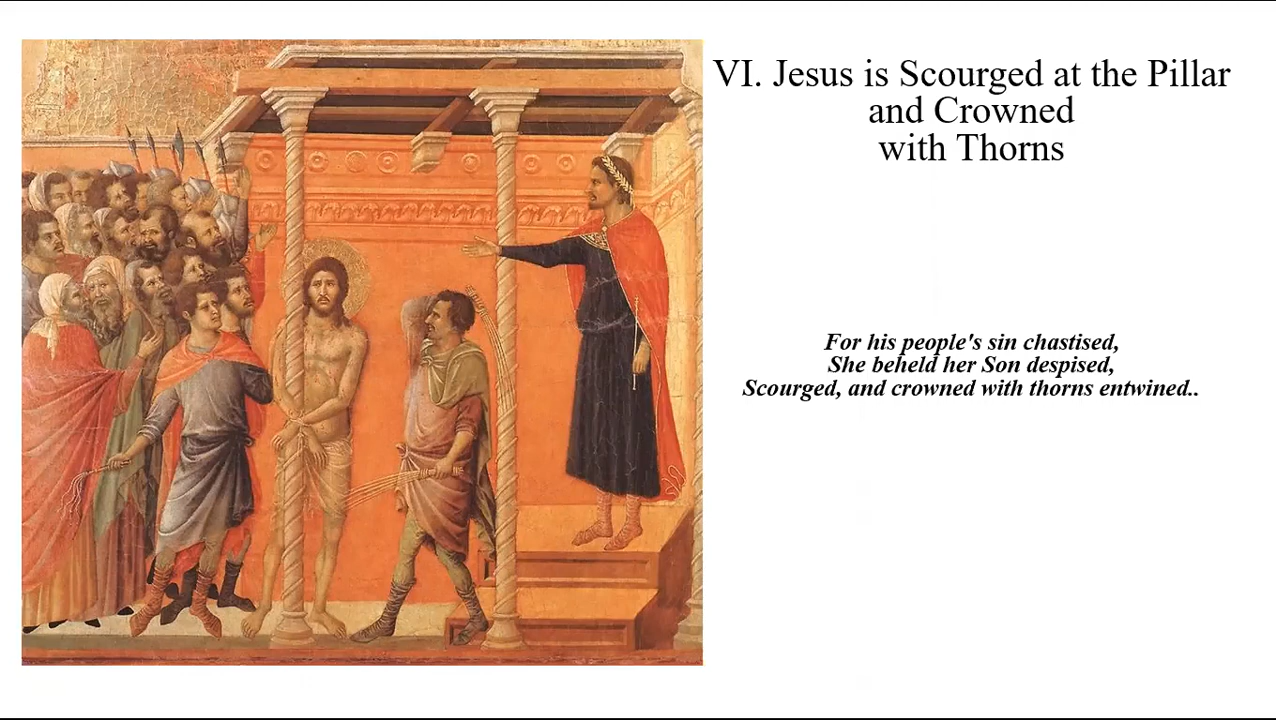 VI. Jesus is Scourged at the Pillar
and Crowned
with Thorns
For his people's sin chastised,
She beheld her Son despised,
Scourged, and crowned with thorns entwined..